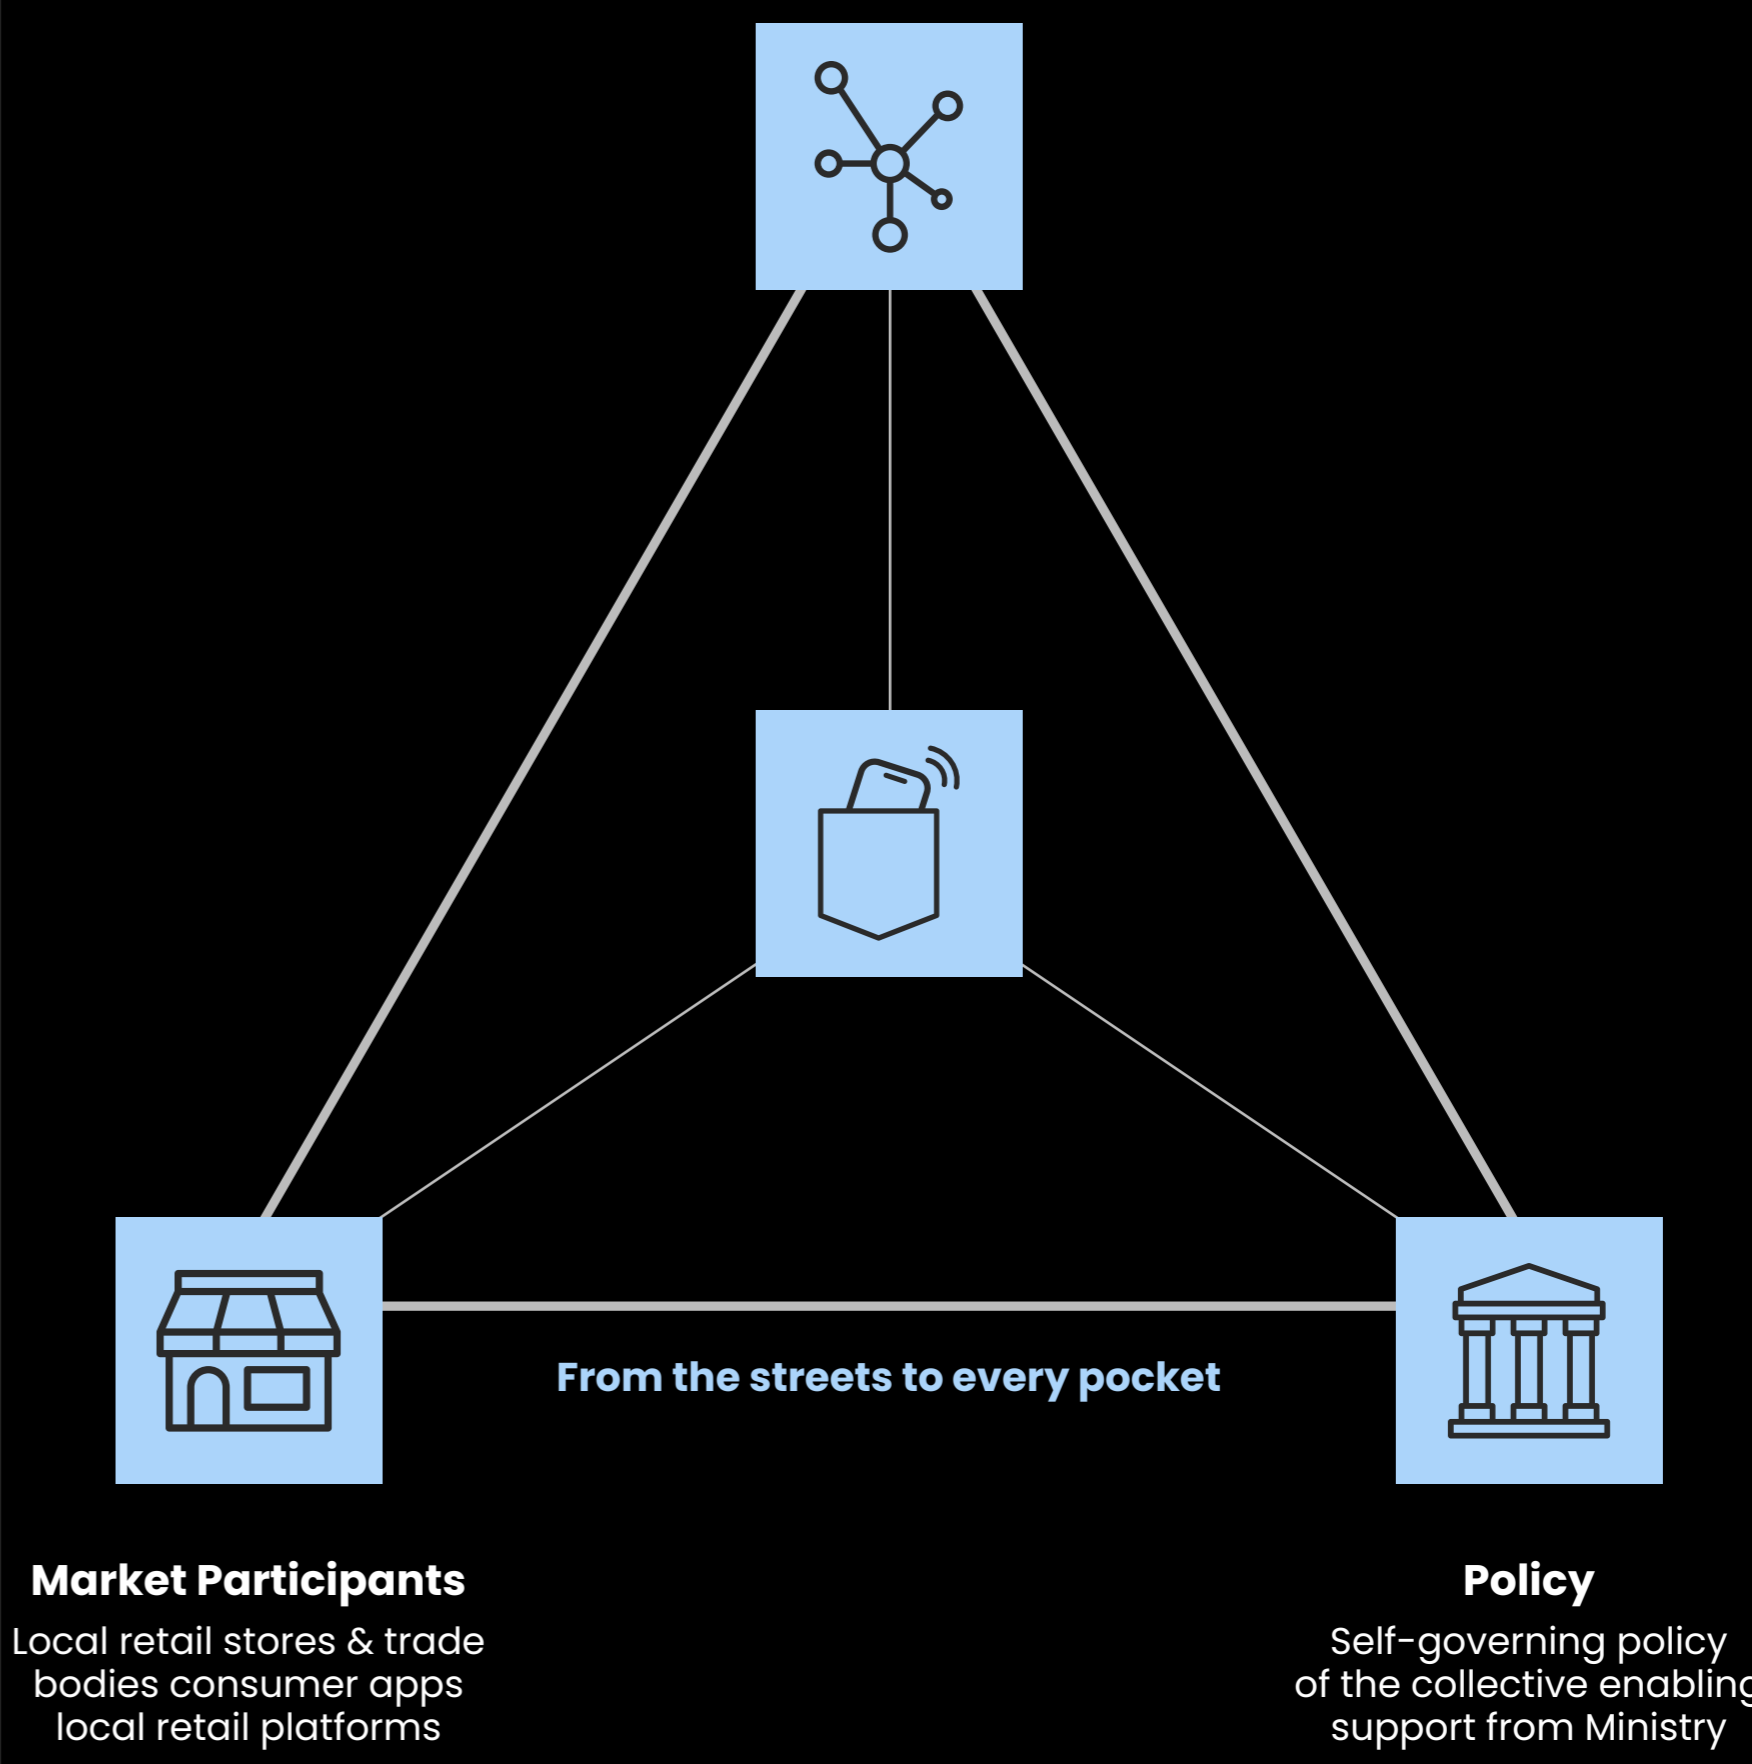 From the streets to every pocket
Market Participants
Local retail stores & trade
bodies consumer apps
local retail platforms
Policy
Self-governing policy
of the collective enabling
support from Ministry